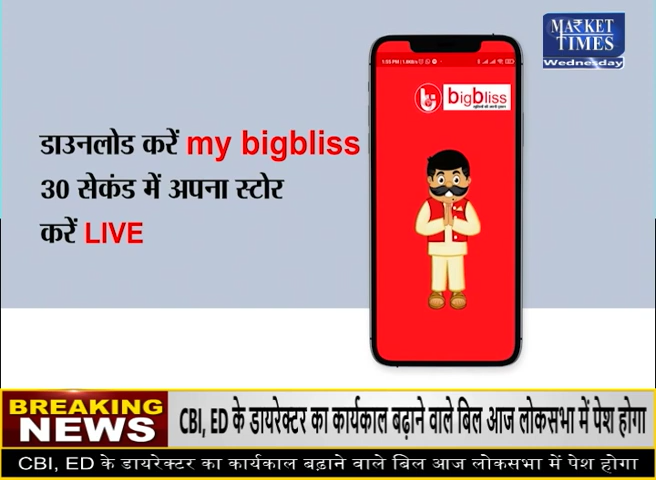 MARKET
TIMES
Wednesday
bigbliss
डाउनलोड करें my bigbliss
30 सेकंड में अपना स्टोर
करें LIVE
BREAKING
NEWS
CBI, ED के डायरेक्टर का कार्यकाल बढ़ाने वाले बिल आज लोकसभा में पेश होगा
CBI, ED के डायरेक्टर का कार्यकाल बढ़ाने वाले बिल आज लोकसभा में पेश होगा